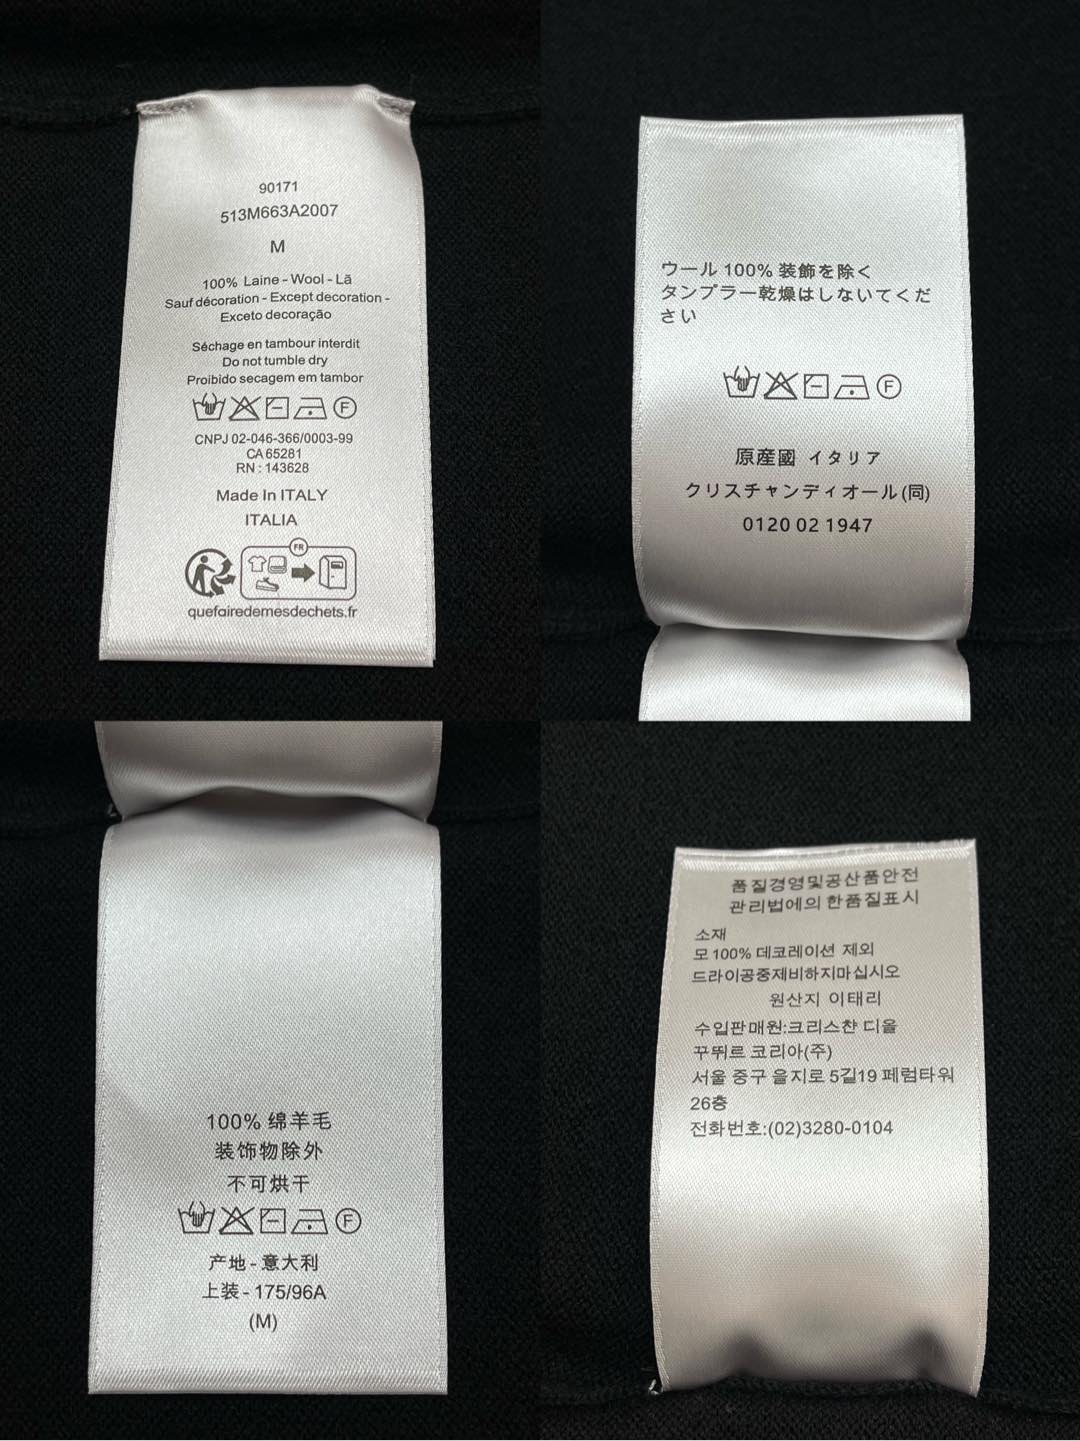 90171
513M663A2007
M
100% Laine - Wool - Lã
Sauf décoration - Except decoration -
Exceto decoração
Séchage en tambour interdit
Do not tumble dry
Proibido secagem em tambor
F
CNPJ 02-046-366/0003-99
CA 65281
RN : 143628
Made In ITALY
ITALIA
FR
quefairedemesdechets.fr
ウール 100% 装飾を除く
タンブラー乾燥はしないてくだ
さい
F
原産國 イタリア
クリスチャンディオール(同)
0120 02 1947
100% 绵羊毛
装饰物除外
不可烘干
F
产地 - 意大利
上装 - 175/96A
(M)
품질경영및공산품안전
관리법에의 한품질표시
소재
모 100% 데코레이션 제외
드라이공중제비하지마십시오
원산지 이태리
수입판매원:크리스챤 디올
꾸뛰르 코리아(주)
서울 중구 을지로 5길19 페럼타워
26층
전화번호:(02)3280-0104